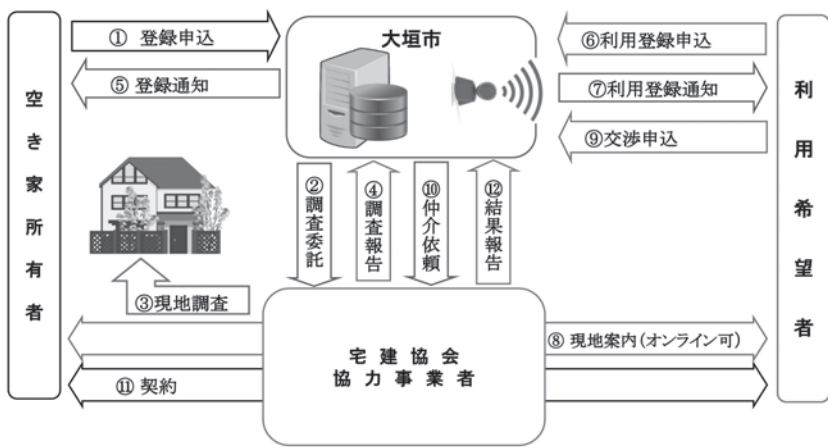 ① 登録申込
大垣市
⑥利用登録申込
⑤ 登録通知
⑦利用登録通知
⑨交渉申込
空き家所有者
利用希望者
②調査委託
④調査報告
⑩仲介依頼
⑫結果報告
③現地調査
⑧ 現地案内(オンライン可)
宅建協会
協力事業者
⑪ 契約